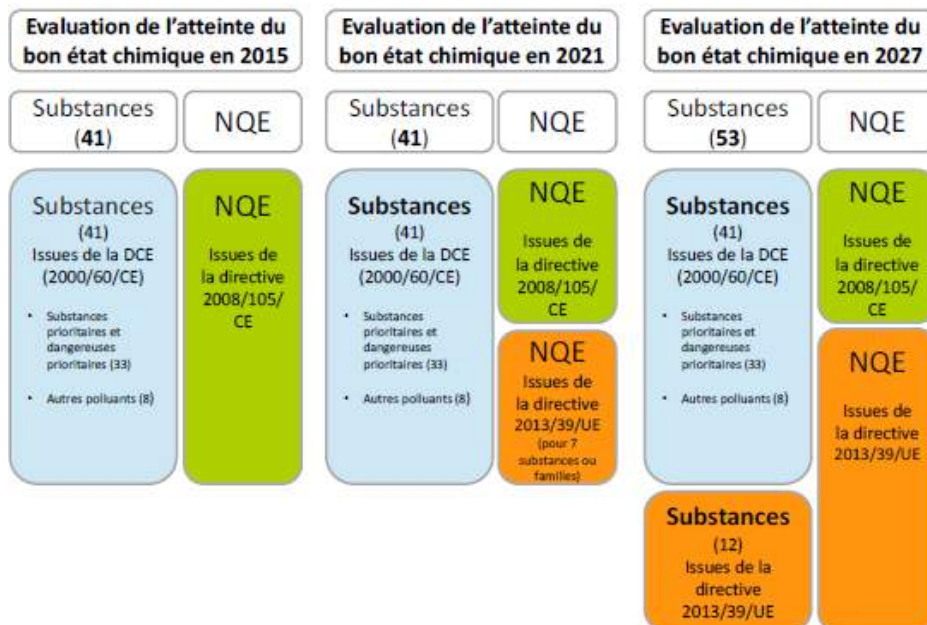 Evaluation de l'atteinte du
bon état chimique en 2015
Substances
(41)
NQE
Substances
(41)
Issues de la DCE
(2000/60/CE)
• Substances
prioritaires et
dangereuses
prioritaires (33)
• Autres polluants (8)
NQE
Issues de
la directive
2008/105/
CE
Evaluation de l'atteinte du
bon état chimique en 2021
Substances
(41)
NQE
Substances
(41)
Issues de la DCE
(2000/60/CE)
• Substances
prioritaires et
dangereuses
prioritaires (33)
• Autres polluants (8)
NQE
Issues de
la directive
2008/105/
CE
NQE
Issues de
la directive
2013/39/UE
(pour 7
substances ou
familles)
Evaluation de l'atteinte du
bon état chimique en 2027
Substances
(53)
NQE
Substances
(41)
Issues de la DCE
(2000/60/CE)
• Substances
prioritaires et
dangereuses
prioritaires (33)
• Autres polluants (8)
Substances
(12)
Issues de la
directive
2013/39/UE
NQE
Issues de
la directive
2008/105/
CE
NQE
Issues de
la directive
2013/39/UE